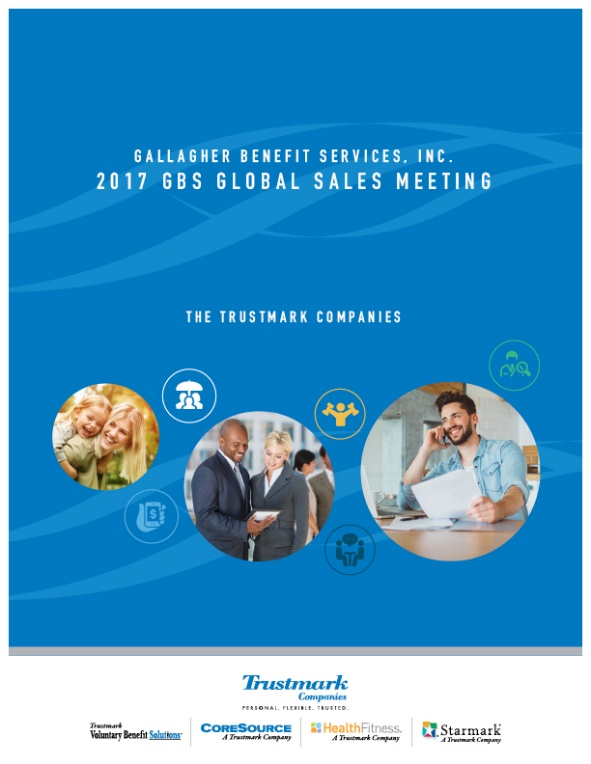 GALLAGHER BENEFIT SERVICES, INC.
2017 GBS GLOBAL SALES MEETING
THE TRUSTMARK COMPANIES
$
Trustmark
Companies
PERSONAL. FLEXIBLE. TRUSTED.
Trustmark
Voluntary Benefit Solutions®
CORESOURCE
A Trustmark Company
HealthFitness.
A Trustmark Company
Starmark®
A Trustmark Company